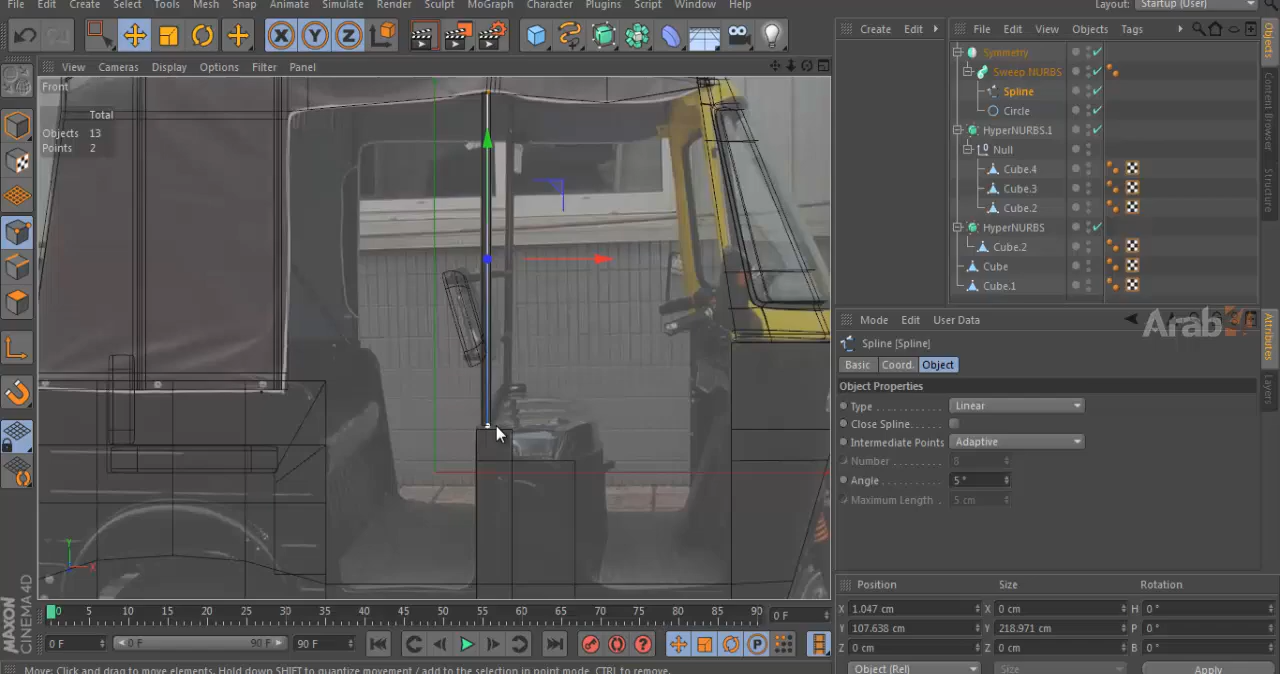 File Edit Create Select Tools Mesh Snap Animate Simulate Render Sculpt MoGraph Character Plugins Script Window Help
Layout: Startup (User)
View Cameras Display Options Filter Panel
Create Edit
File Edit View Objects Tags
Front
Total
Objects 13
Points 2
Symmetry
Sweep NURBS
Spline
Circle
HyperNURBS.1
Null
Cube.4
Cube.3
Cube.2
HyperNURBS
Cube.2
Cube
Cube.1
Objects
Content Browser
Structure
Mode Edit User Data
Arab
Spline [Spline]
Basic Coord. Object
Object Properties
Type Linear
Close Spline.
Intermediate Points Adaptive
Number 8
Angle 5 °
Maximum Length 5 cm
Attributes
Layers
Y
X
MAXON
CINEMA 4D
0 5 10 15 20 25 30 35 40 45 50 55 60 65 70 75 80 85 90 0 F
0 F 0 F 90 F 90 F
Position Size Rotation
X 1.047 cm X 0 cm H 0 °
Y 107.638 cm Y 218.971 cm P 0 °
Z 0 cm Z 0 cm B 0 °
Object (Rel) Size Apply
Move: Click and drag to move elements. Hold down SHIFT to quantize movement / add to the selection in point mode, CTRL to remove.